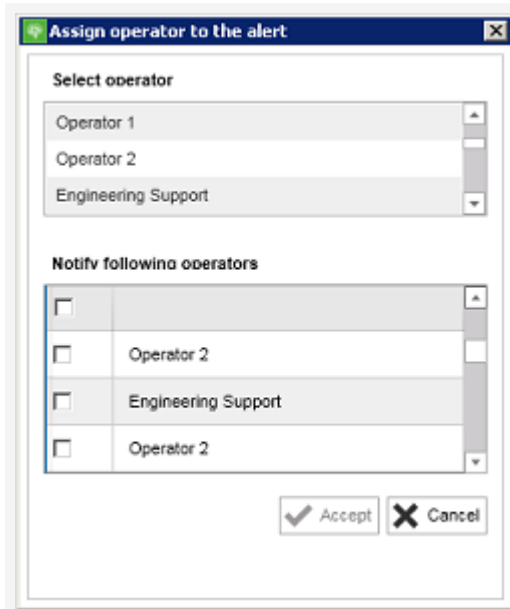 Assign operator to the alert
Select operator
Operator 1
Operator 2
Engineering Support
Notify following operators
Operator 2
Engineering Support
Operator 2
Accept Cancel